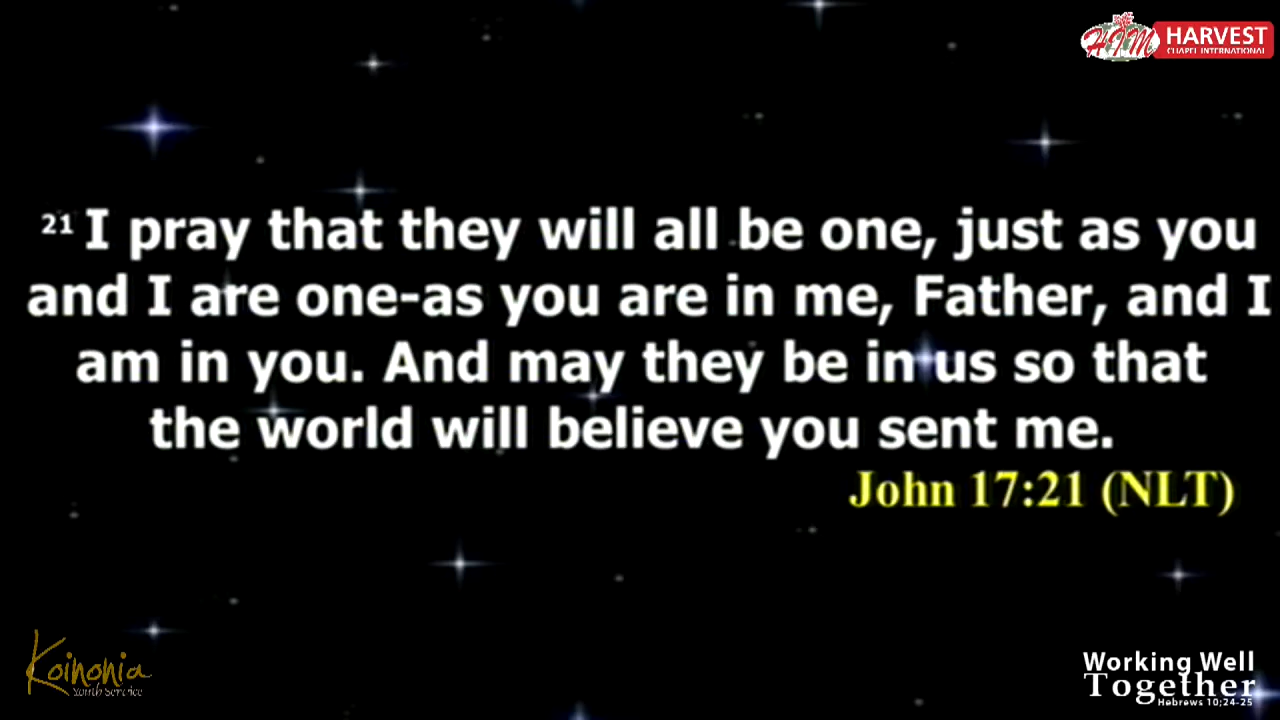 HIM HARVEST
CHAPEL INTERNATIONAL
21 I pray that they will all be one, just as you
and I are one-as you are in me, Father, and I
am in you. And may they be in us so that
the world will believe you sent me.
John 17:21 (NLT)
Koinonia
Youth Service
Working Well
Together
Hebrews 10;24-25